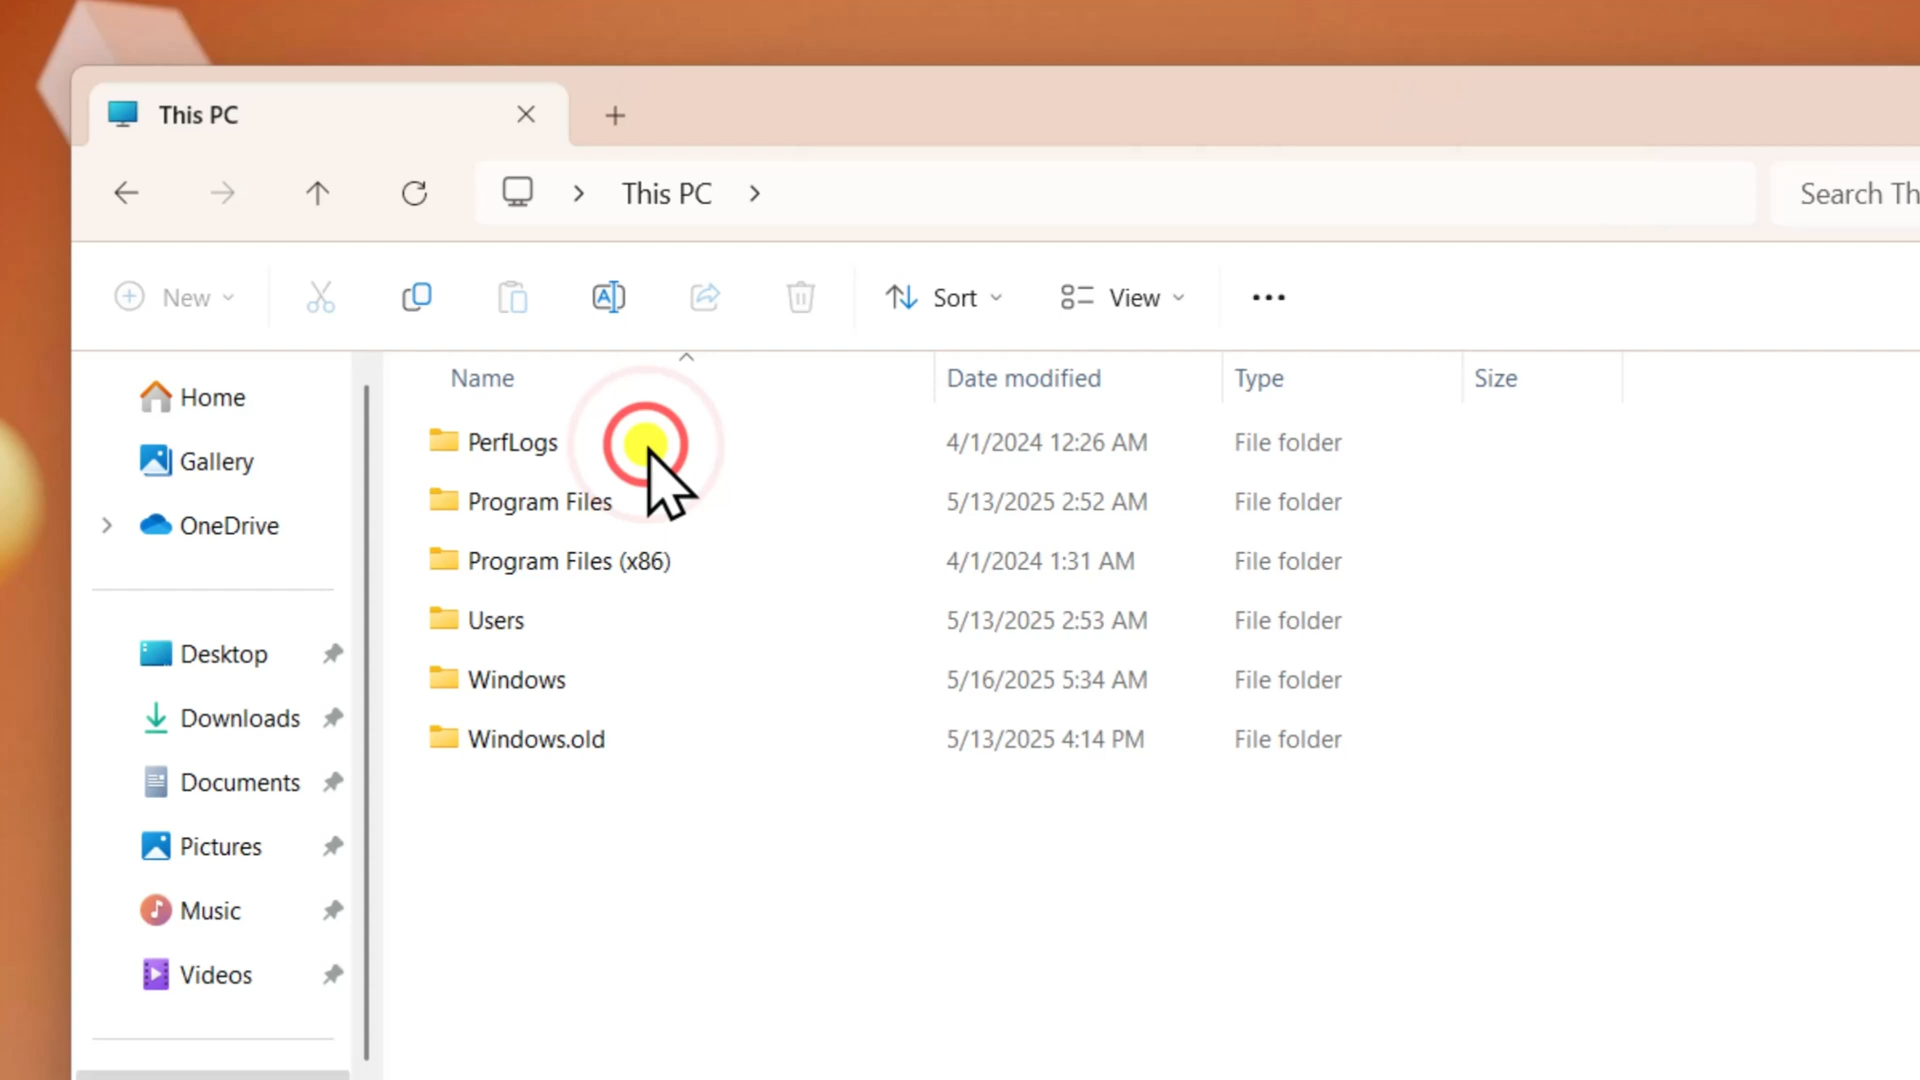 This PC
This PC
Search Th
New
Sort
View
Name Date modified Type Size
Home
Gallery
OneDrive
Desktop
Downloads
Documents
Pictures
Music
Videos
PerfLogs 4/1/2024 12:26 AM File folder
Program Files 5/13/2025 2:52 AM File folder
Program Files (x86) 4/1/2024 1:31 AM File folder
Users 5/13/2025 2:53 AM File folder
Windows 5/16/2025 5:34 AM File folder
Windows.old 5/13/2025 4:14 PM File folder